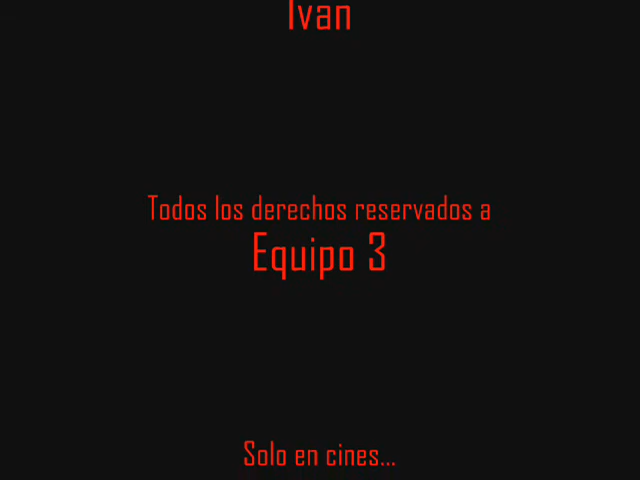 Ivan
Todos los derechos reservados a
Equipo 3
Solo en cines...